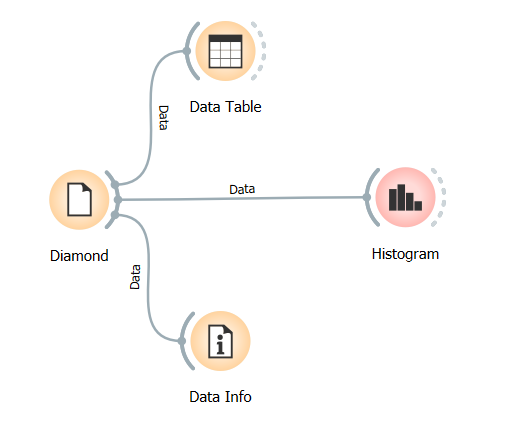 Data Table
Data
Data
Diamond
Histogram
Data
Data Info